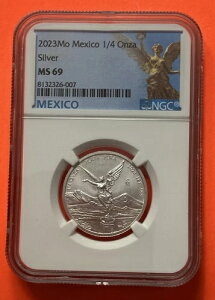 2023Mo Mexico 1/4 Onza
Silver
MS 69
8132326-007
MEXICO
NGC